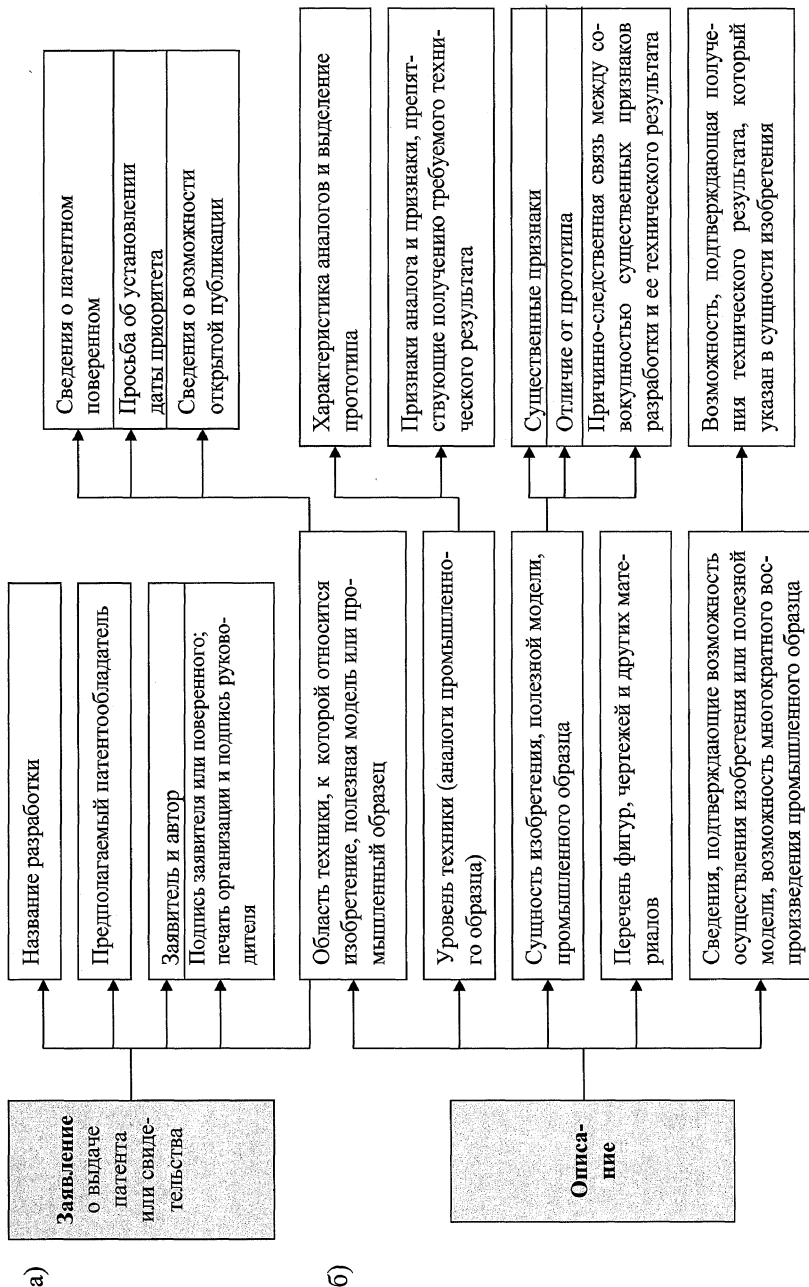 а)
Заявление
о выдаче
патента
или свиде-
тельства
Название разработки
Предполагаемый патентообладатель
Заявитель и автор
Подпись заявителя или поверенного;
печать организации и подпись руково-
дителя
Сведения о патентном
поверенном
Просьба об установлении
даты приоритета
Сведения о возможности
открытой публикации
б)
Описа-
ние
Область техники, к которой относится
изобретение, полезная модель или про-
мышленный образец
Уровень техники (аналоги промышленно-
го образца)
Сущность изобретения, полезной модели,
промышленного образца
Перечень фигур, чертежей и других мате-
риалов
Сведения, подтверждающие возможность
осуществления изобретения или полезной
модели, возможность многократного вос-
произведения промышленного образца
Характеристика аналогов и выделение
прототипа
Признаки аналога и признаки, препят-
ствующие получению требуемого техни-
ческого результата
Существенные признаки
Отличие от прототипа
Причинно-следственная связь между со-
вокупностью существенных признаков
разработки и ее технического результата
Возможность, подтверждающая получе-
ния технического результата, который
указан в сущности изобретения